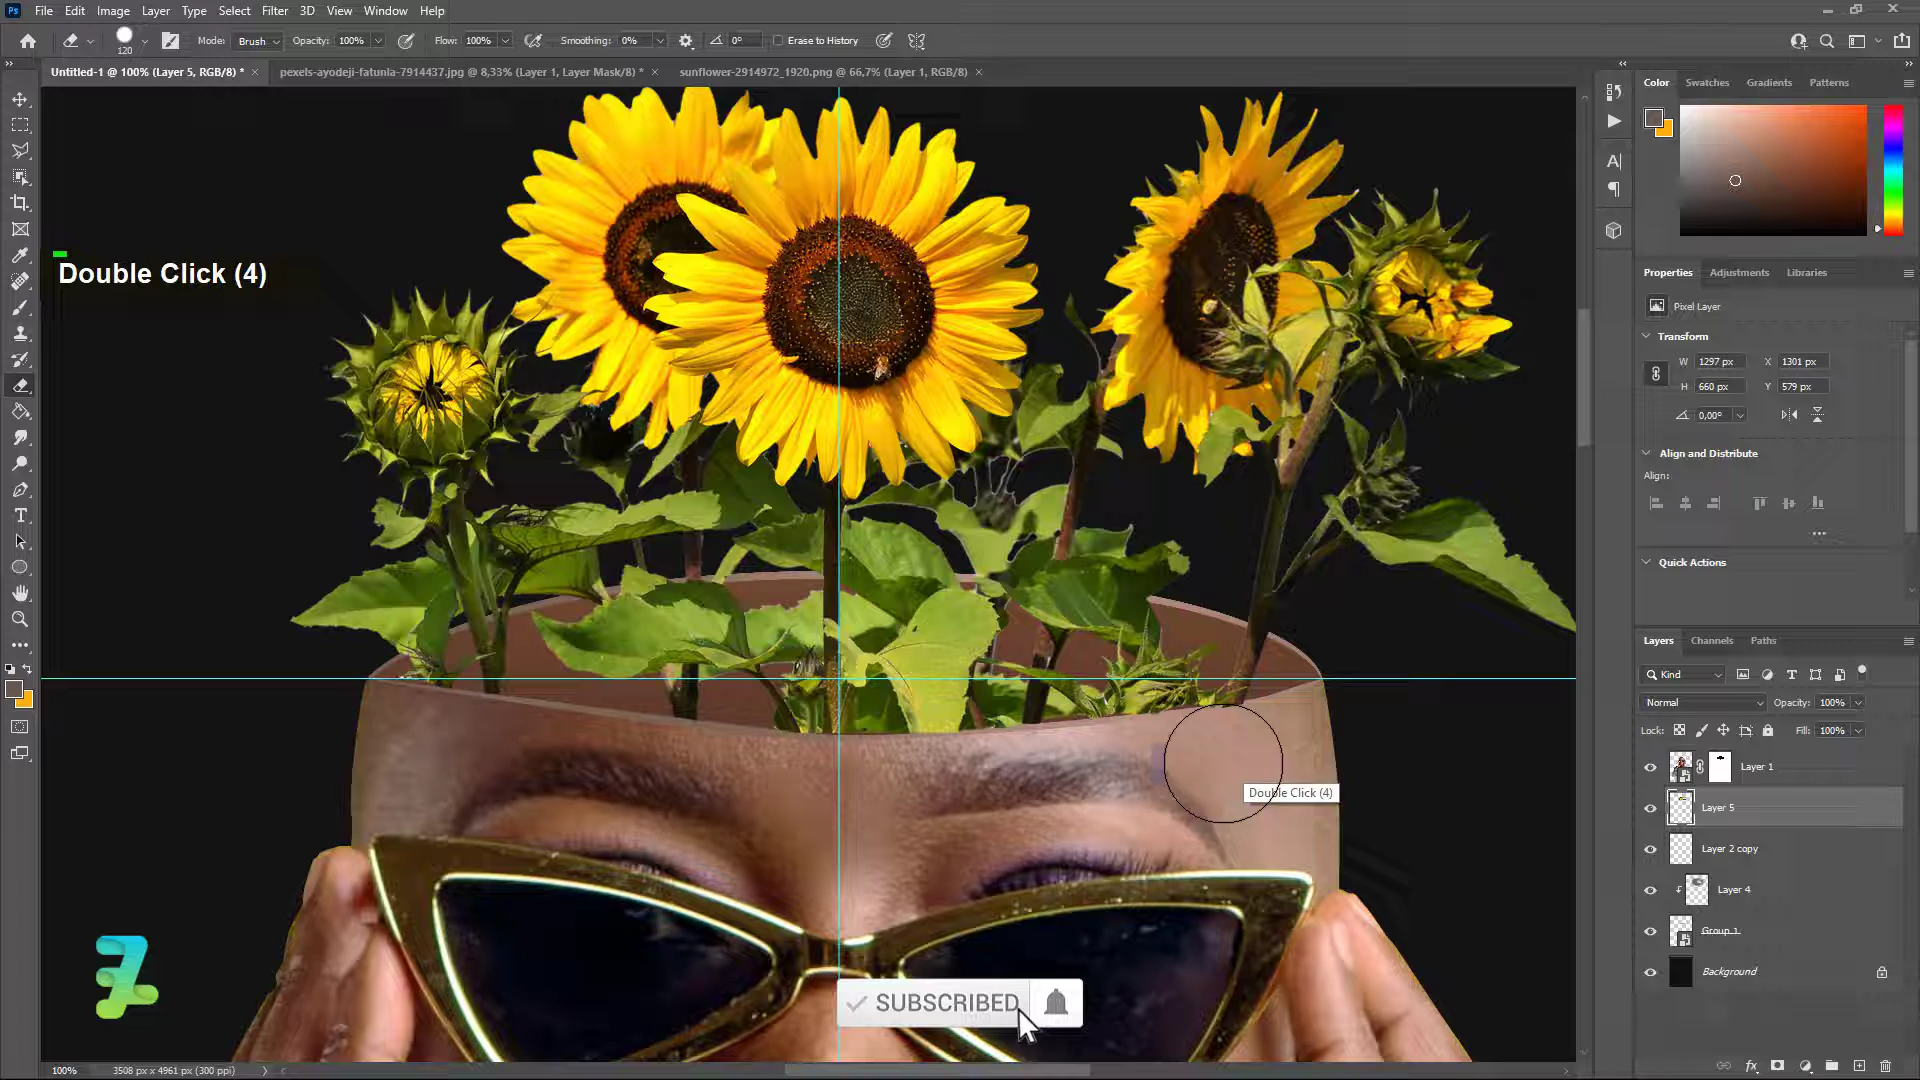 Ps File Edit Image Layer Type Select Filter 3D View Window Help
120 Mode: Brush Opacity: 100% Flow: 100% Smoothing: 0% 0° Erase to History
Untitled-1 @ 100% (Layer 5, RGB/8) * × pexels-ayodeji-fatunla-7914437.jpg @ 8,33% (Layer 1, Layer Mask/8) * × sunflower-2914972_1920.png @ 66,7% (Layer 1, RGB/8) ×
Color Swatches Gradients Patterns
Double Click (4)
Properties Adjustments Libraries
Pixel Layer
Transform
W 1297 px X 1301 px
H 660 px Y 579 px
0,00°
Align and Distribute
Align:
Quick Actions
Layers Channels Paths
Kind
Normal Opacity: 100%
Lock: Fill: 100%
Layer 1
Double Click (4)
Layer 5
Layer 2 copy
Layer 4
Group 1
Background
SUBSCRIBED
100% 3508 px x 4961 px (300 ppi)